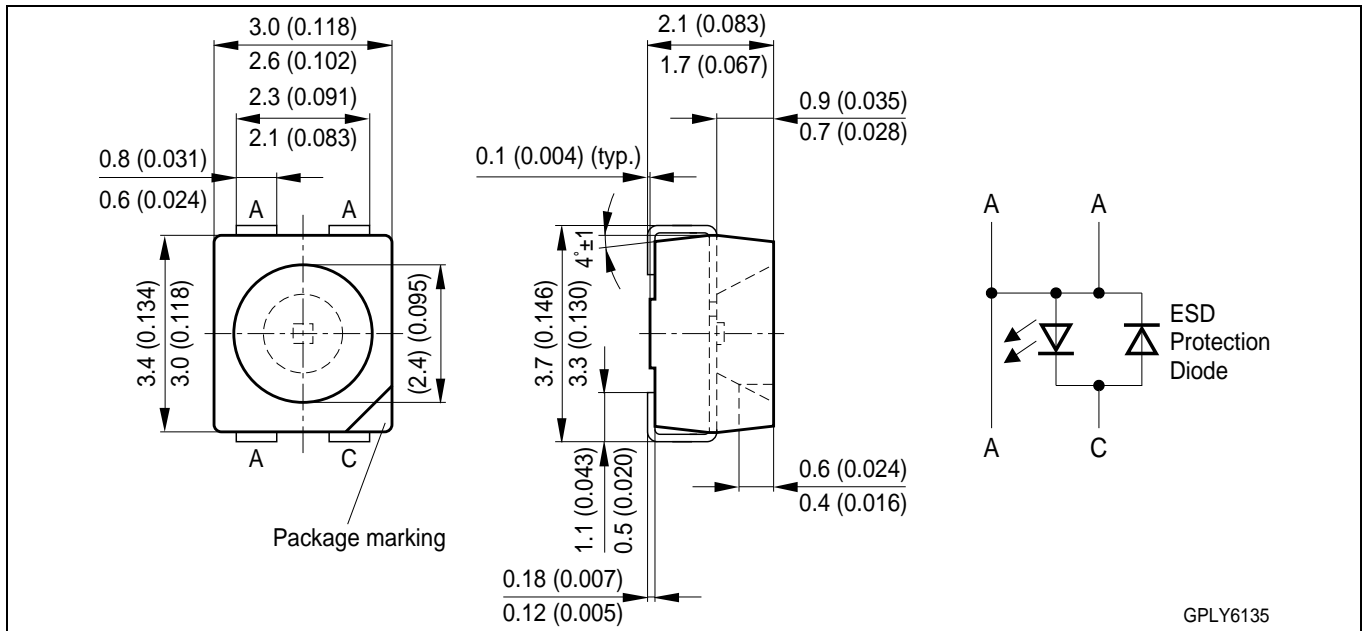 3.0 (0.118)
2.6 (0.102)
2.3 (0.091)
2.1 (0.083)
0.8 (0.031)
0.6 (0.024)
A
A
3.4 (0.134)
3.0 (0.118)
(2.4) (0.095)
A
C
Package marking
2.1 (0.083)
1.7 (0.067)
0.9 (0.035)
0.7 (0.028)
0.1 (0.004) (typ.)
4°±1
3.7 (0.146)
3.3 (0.130)
1.1 (0.043)
0.5 (0.020)
0.6 (0.024)
0.4 (0.016)
0.18 (0.007)
0.12 (0.005)
A
A
ESD
Protection
Diode
A
C
GPLY6135